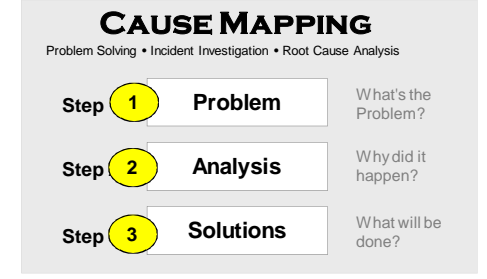 CAUSE MAPPING
Problem Solving • Incident Investigation • Root Cause Analysis
Step 1 Problem What's the Problem?
Step 2 Analysis Why did it happen?
Step 3 Solutions What will be done?